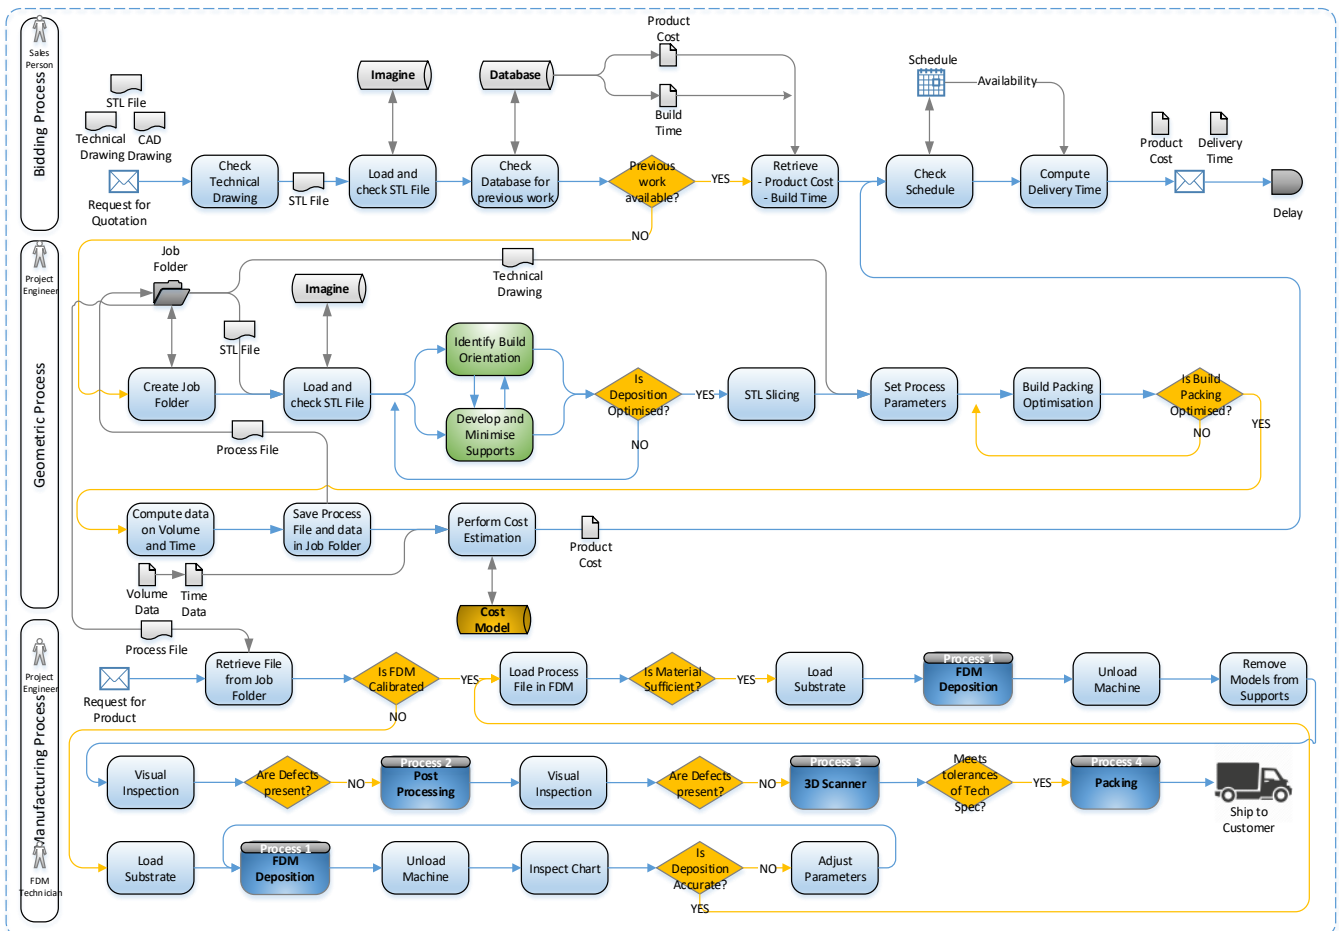 Sales
Person
Bidding Process
STL File
Technical
Drawing
CAD
Drawing
Request for
Quotation
Check
Technical
Drawing
STL File
Imagine
Load and
check STL File
Database
Check
Database for
previous work
Product
Cost
Build
Time
Previous
work
available?
YES
NO
Retrieve
- Product Cost
- Build Time
Schedule
Availability
Check
Schedule
Compute
Delivery Time
Product
Cost
Delivery
Time
Delay
Project
Engineer
Geometric Process
Job
Folder
Create Job
Folder
STL File
Imagine
Load and
check STL File
Technical
Drawing
Identify Build
Orientation
Develop and
Minimise
Supports
Is
Deposition
Optimised?
YES
NO
STL Slicing
Set Process
Parameters
Build Packing
Optimisation
Is Build
Packing
Optimised?
NO
YES
Process File
Compute data
on Volume
and Time
Save Process
File and data
in Job Folder
Perform Cost
Estimation
Product
Cost
Volume
Data
Time
Data
Cost
Model
Project
Engineer
Manufacturing Process
FDM
Technician
Process File
Request for
Product
Retrieve File
from Job
Folder
Is FDM
Calibrated
YES
NO
Load Process
File in FDM
Is Material
Sufficient?
YES
Load
Substrate
Process 1
FDM
Deposition
Unload
Machine
Remove
Models from
Supports
Visual
Inspection
Are Defects
present?
NO
Process 2
Post
Processing
Visual
Inspection
Are Defects
present?
NO
Process 3
3D Scanner
Meets
tolerances
of Tech
Spec?
YES
Process 4
Packing
Ship to
Customer
Load
Substrate
Process 1
FDM
Deposition
Unload
Machine
Inspect Chart
Is
Deposition
Accurate?
NO
YES
Adjust
Parameters